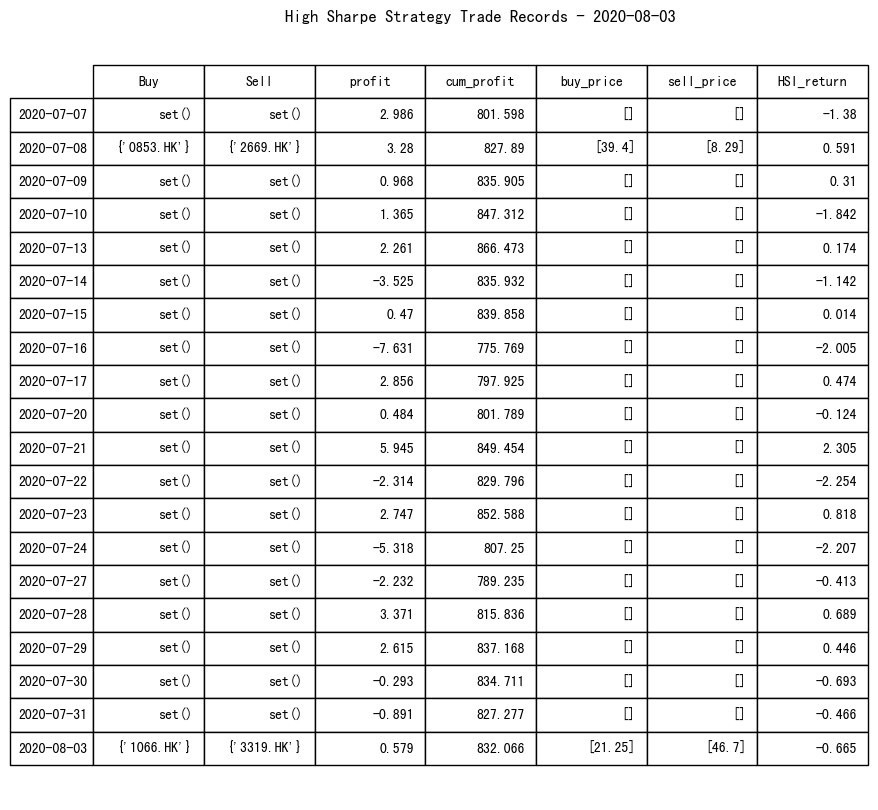 High Sharpe Strategy Trade Records - 2020-08-03
Buy Sell profit cum_profit buy_price sell_price HSI_return
2020-07-07 set() set() 2.986 801.598 [] [] -1.38
2020-07-08 {'0853.HK'} {'2669.HK'} 3.28 827.89 [39.4] [8.29] 0.591
2020-07-09 set() set() 0.968 835.905 [] [] 0.31
2020-07-10 set() set() 1.365 847.312 [] [] -1.842
2020-07-13 set() set() 2.261 866.473 [] [] 0.174
2020-07-14 set() set() -3.525 835.932 [] [] -1.142
2020-07-15 set() set() 0.47 839.858 [] [] 0.014
2020-07-16 set() set() -7.631 775.769 [] [] -2.005
2020-07-17 set() set() 2.856 797.925 [] [] 0.474
2020-07-20 set() set() 0.484 801.789 [] [] -0.124
2020-07-21 set() set() 5.945 849.454 [] [] 2.305
2020-07-22 set() set() -2.314 829.796 [] [] -2.254
2020-07-23 set() set() 2.747 852.588 [] [] 0.818
2020-07-24 set() set() -5.318 807.25 [] [] -2.207
2020-07-27 set() set() -2.232 789.235 [] [] -0.413
2020-07-28 set() set() 3.371 815.836 [] [] 0.689
2020-07-29 set() set() 2.615 837.168 [] [] 0.446
2020-07-30 set() set() -0.293 834.711 [] [] -0.693
2020-07-31 set() set() -0.891 827.277 [] [] -0.466
2020-08-03 {'1066.HK'} {'3319.HK'} 0.579 832.066 [21.25] [46.7] -0.665